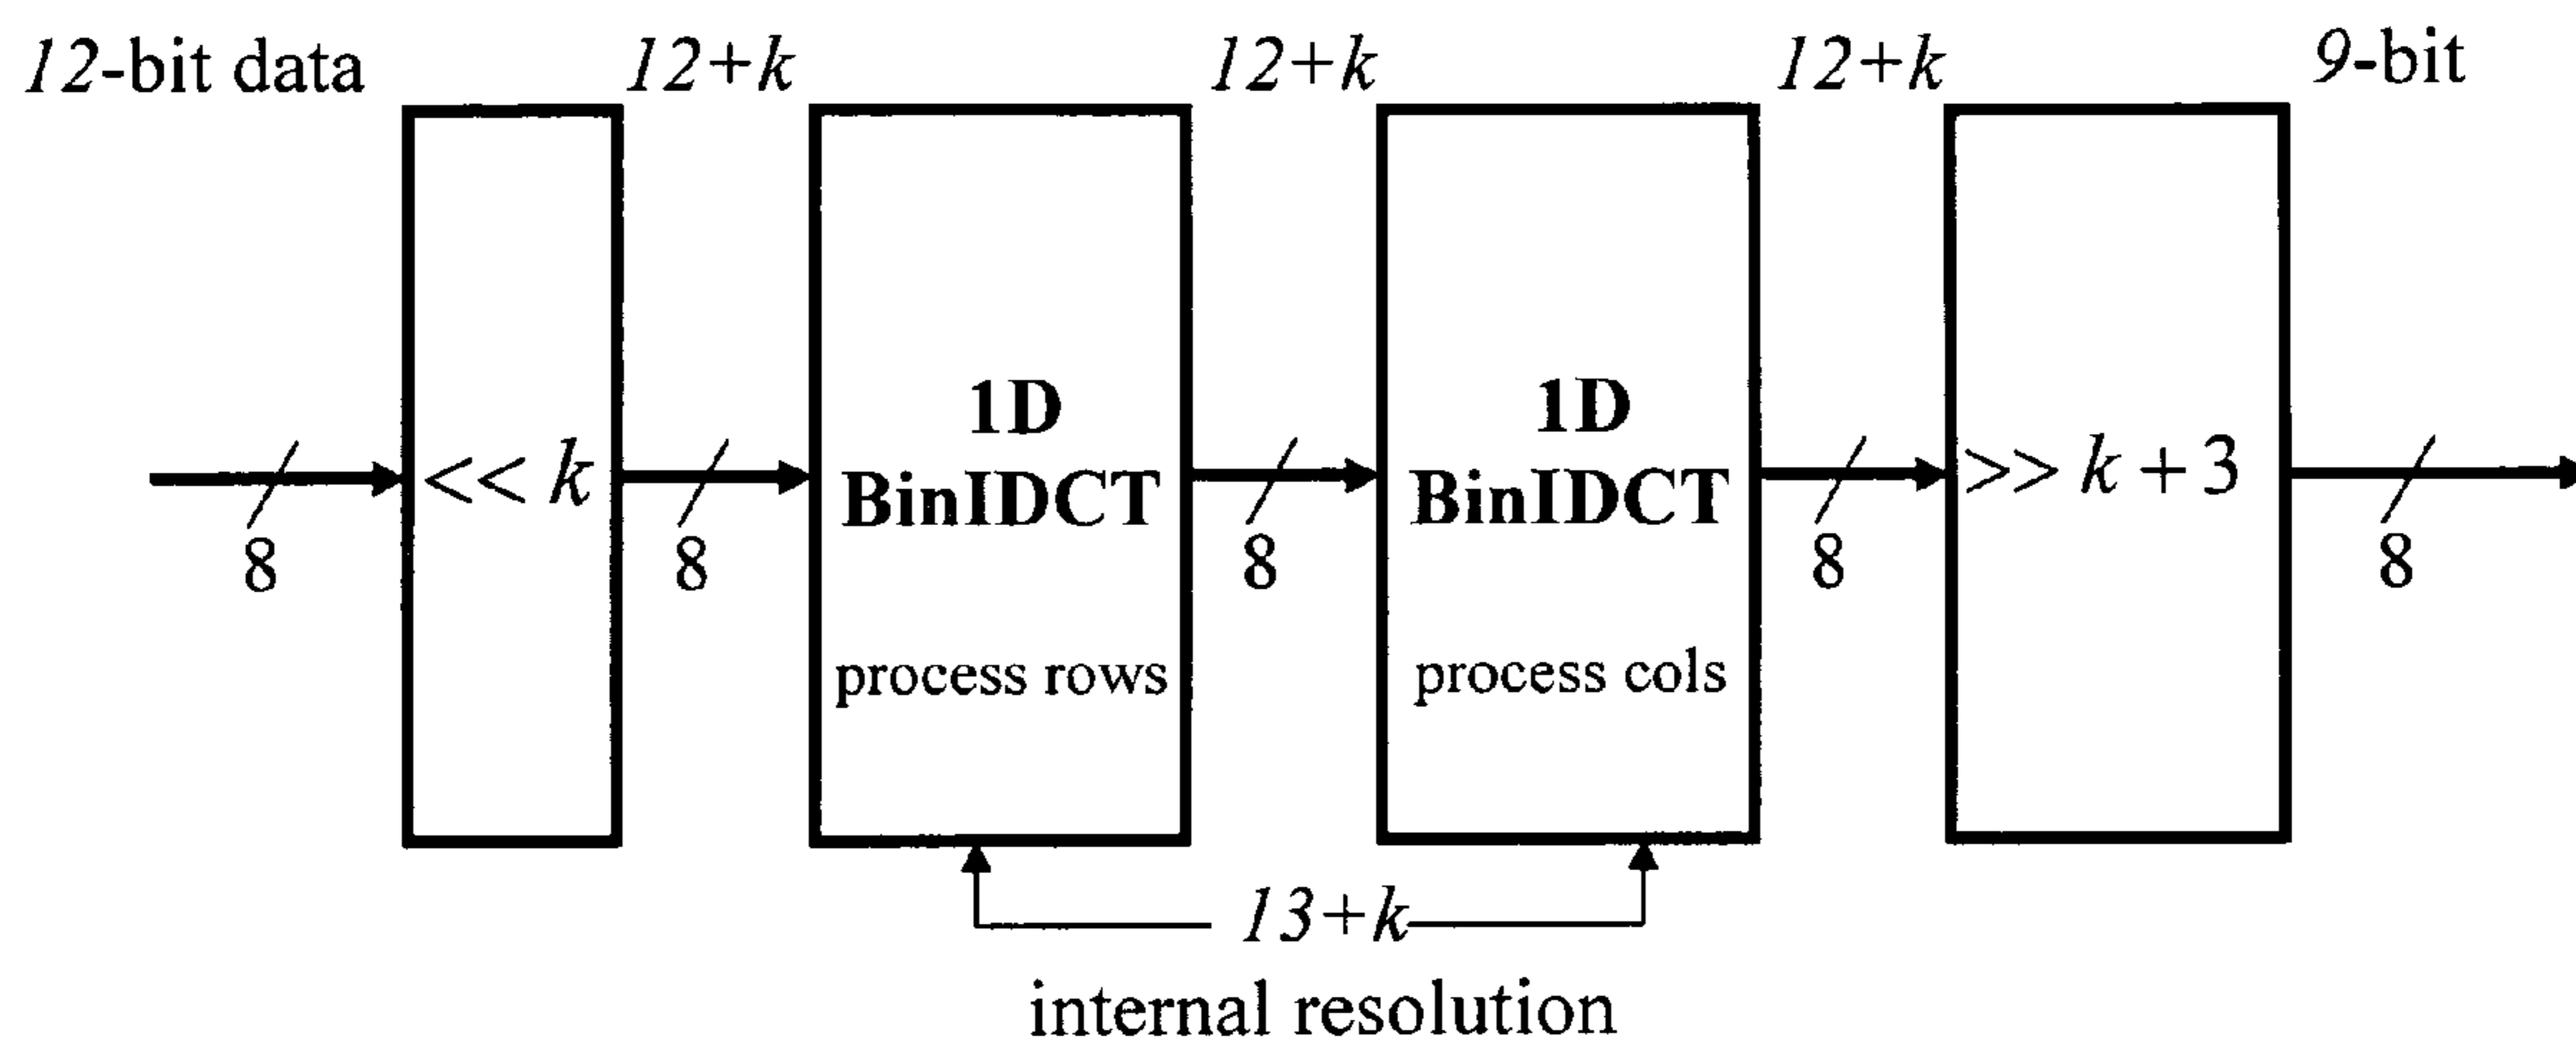 12-bit data
12+k
12+k
12+k
9-bit
<< k
1D
BinIDCT
process rows
1D
BinIDCT
process cols
>> k + 3
8
8
8
8
8
13+k
internal resolution